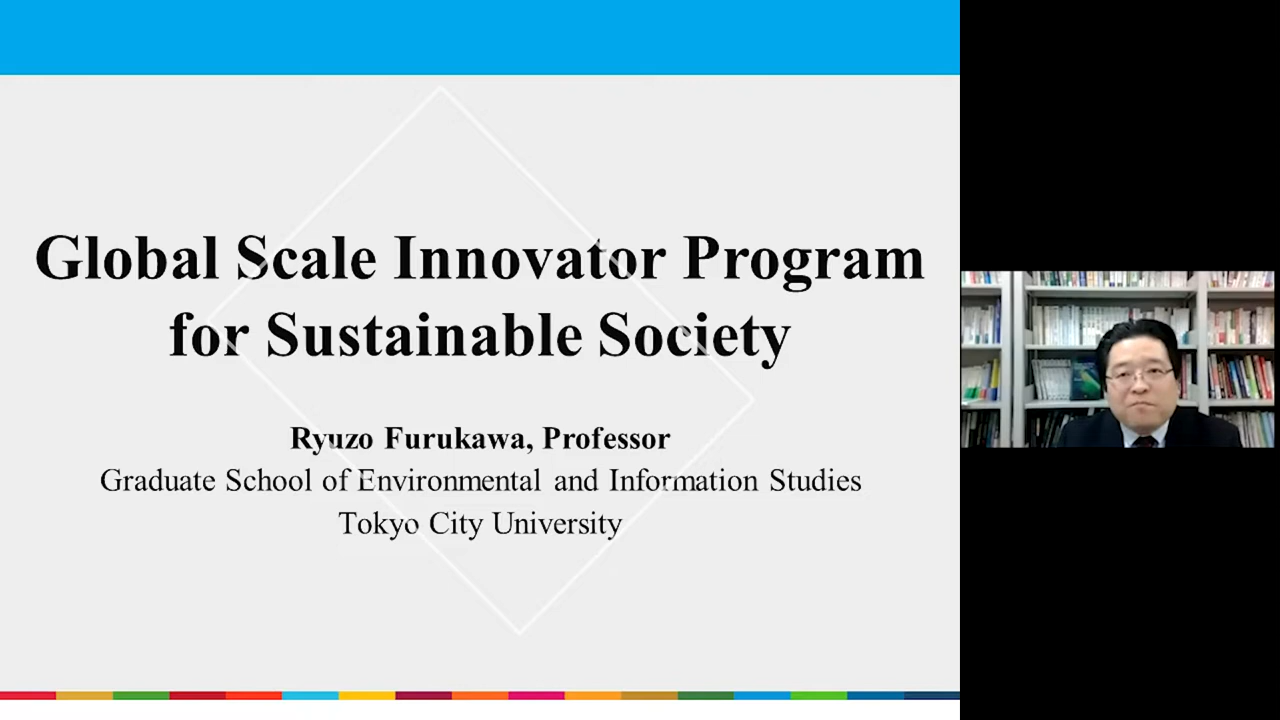 Global Scale Innovator Program
for Sustainable Society
Ryuzo Furukawa, Professor
Graduate School of Environmental and Information Studies
Tokyo City University